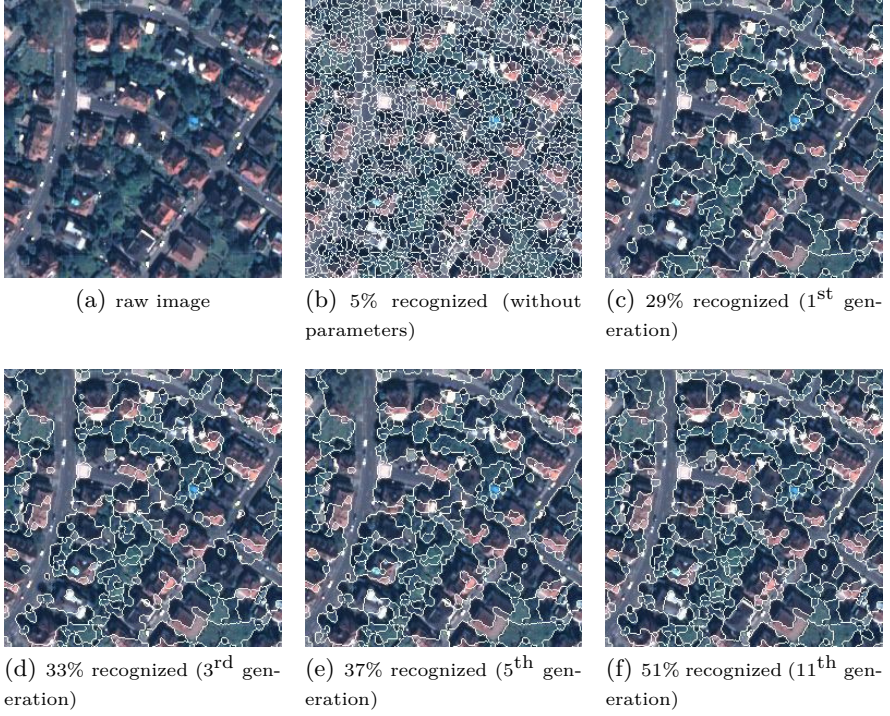 (a) raw image
(b) 5% recognized (without
parameters)
(c) 29% recognized (1st gen-
eration)
(d) 33% recognized (3rd gen-
eration)
(e) 37% recognized (5th gen-
eration)
(f) 51% recognized (11th gen-
eration)